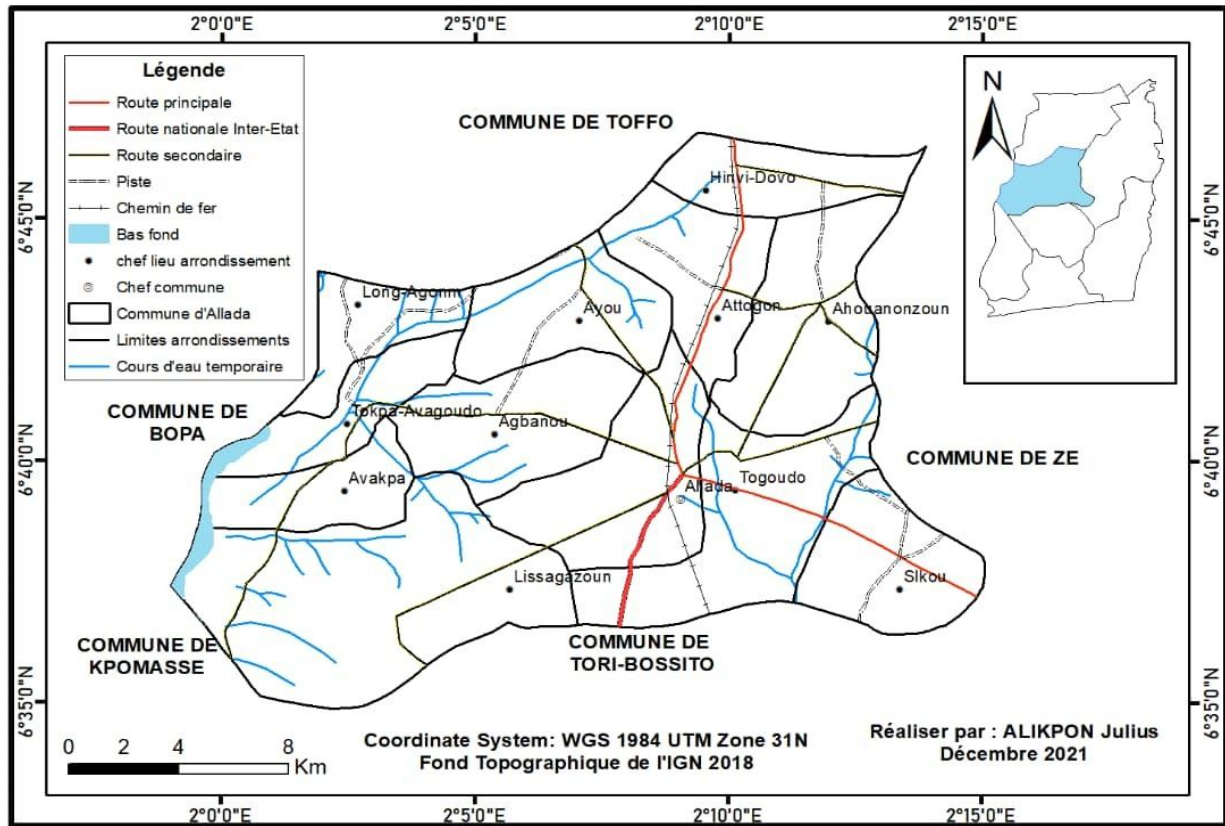 2°0'0"E
2°5'0"E
2°10'0"E
2°15'0"E
Légende
Route principale
Route nationale Inter-Etat
Route secondaire
Piste
Chemin de fer
Bas fond
chef lieu arrondissement
Chef commune
Commune d'Allada
Limites arrondissements
Cours d'eau temporaire
N
COMMUNE DE TOFFO
Hinvi-Dovo
6°45'0"N
6°45'0"N
Long-Agonm
Ayou
Attogon
Ahouanonzoun
COMMUNE DE
BOPA
Tokpa-Avagoudo
Agbanou
6°40'0"N
6°40'0"N
COMMUNE DE ZE
Avakpa
Allada
Togoudo
Lissagazoun
SIkou
COMMUNE DE
KPOMASSE
COMMUNE DE
TORI-BOSSITO
6°35'0"N
6°35'0"N
0 2 4 8
Km
Coordinate System: WGS 1984 UTM Zone 31N
Fond Topographique de l'IGN 2018
Réaliser par : ALIKPON Julius
Décembre 2021
2°0'0"E
2°5'0"E
2°10'0"E
2°15'0"E